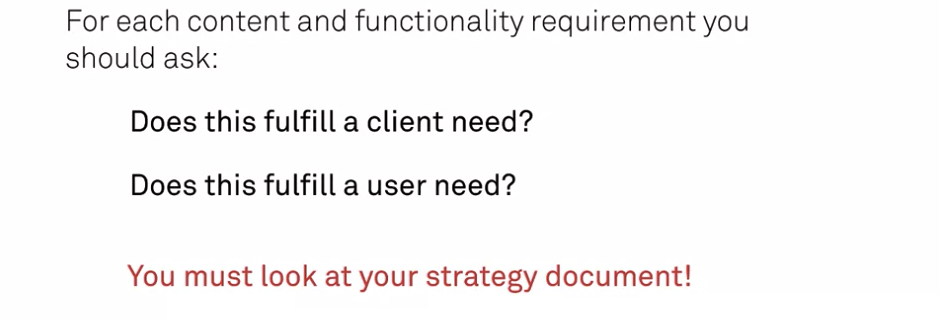 For each content and functionality requirement you
should ask:
Does this fulfill a client need?
Does this fulfill a user need?
You must look at your strategy document!